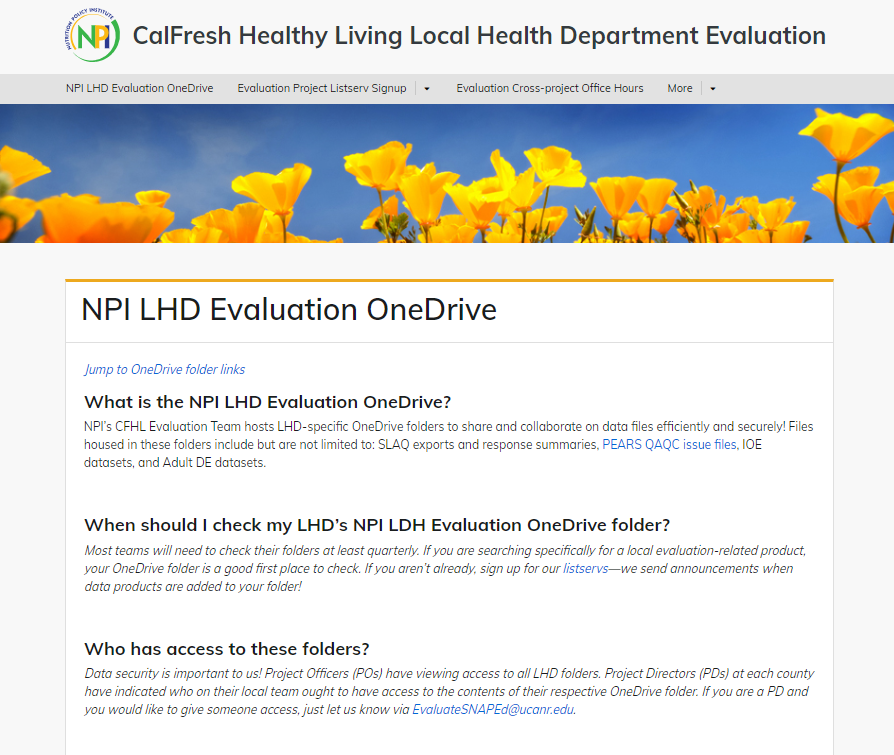 NUTRITION POLICY INSTITUTE
NPI
CalFresh Healthy Living Local Health Department Evaluation
NPI LHD Evaluation OneDrive Evaluation Project Listserv Signup Evaluation Cross-project Office Hours More
NPI LHD Evaluation OneDrive
Jump to OneDrive folder links
What is the NPI LHD Evaluation OneDrive?
NPI's CFHL Evaluation Team hosts LHD-specific OneDrive folders to share and collaborate on data files efficiently and securely! Files
housed in these folders include but are not limited to: SLAQ exports and response summaries, PEARS QAQC issue files, IOE
datasets, and Adult DE datasets.
When should I check my LHD's NPI LDH Evaluation OneDrive folder?
Most teams will need to check their folders at least quarterly. If you are searching specifically for a local evaluation-related product,
your OneDrive folder is a good first place to check. If you aren't already, sign up for our listservs—we send announcements when
data products are added to your folder!
Who has access to these folders?
Data security is important to us! Project Officers (POs) have viewing access to all LHD folders. Project Directors (PDs) at each county
have indicated who on their local team ought to have access to the contents of their respective OneDrive folder. If you are a PD and
you would like to give someone access, just let us know via EvaluateSNAPEd@ucanr.edu.